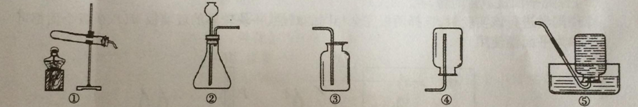 ① ② ③ ④ ⑤